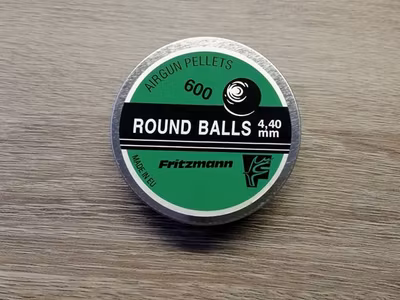 AIRGUN PELLETS
600
ROUND BALLS 4,40 mm
Fritzmann
MADE IN EU